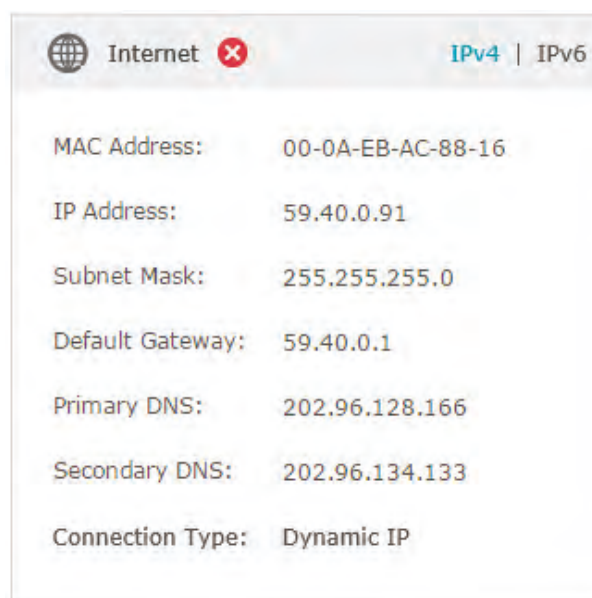 Internet IPv4 | IPv6
MAC Address: 00-0A-EB-AC-88-16
IP Address: 59.40.0.91
Subnet Mask: 255.255.255.0
Default Gateway: 59.40.0.1
Primary DNS: 202.96.128.166
Secondary DNS: 202.96.134.133
Connection Type: Dynamic IP